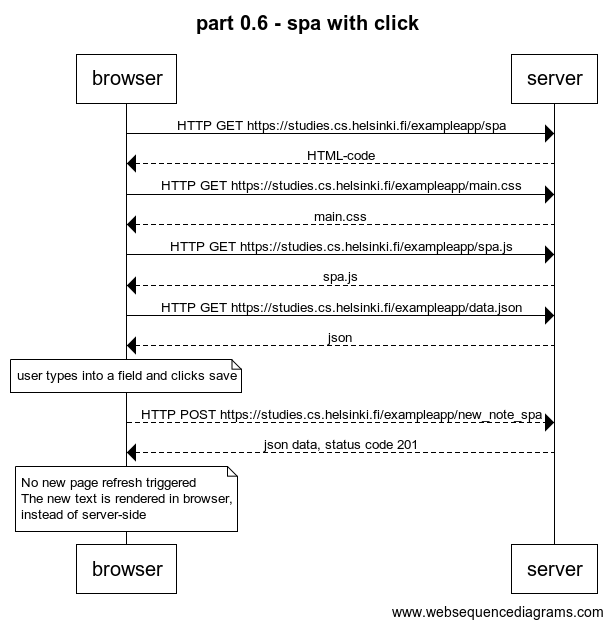 part 0.6 - spa with click
browser
server
HTTP GET https://studies.cs.helsinki.fi/exampleapp/spa
HTML-code
HTTP GET https://studies.cs.helsinki.fi/exampleapp/main.css
main.css
HTTP GET https://studies.cs.helsinki.fi/exampleapp/spa.js
spa.js
HTTP GET https://studies.cs.helsinki.fi/exampleapp/data.json
json
user types into a field and clicks save
HTTP POST https://studies.cs.helsinki.fi/exampleapp/new_note_spa
json data, status code 201
No new page refresh triggered
The new text is rendered in browser,
instead of server-side
browser
server
www.websequencediagrams.com